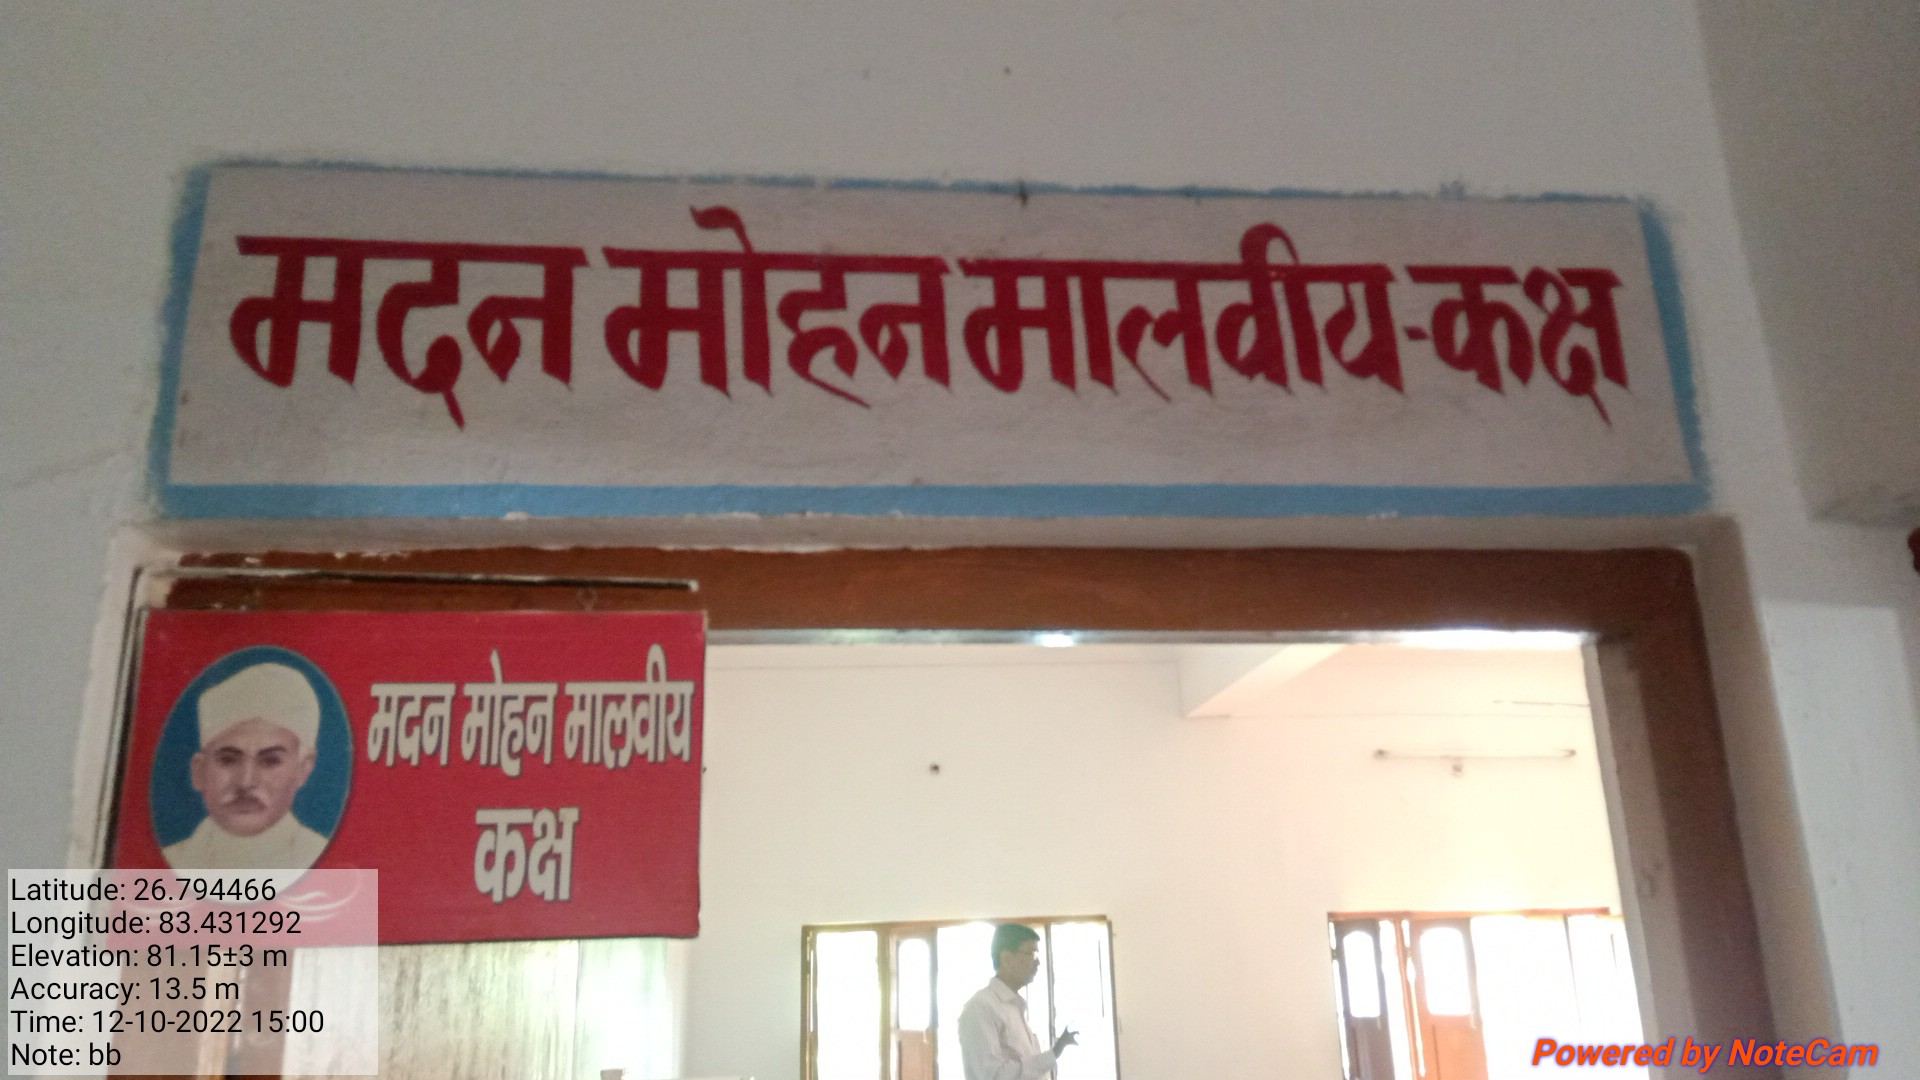 मदन मोहन मालवीय-कक्ष
मदन मोहन मालवीय
कक्ष
Latitude: 26.794466
Longitude: 83.431292
Elevation: 81.15±3 m
Accuracy: 13.5 m
Time: 12-10-2022 15:00
Note: bb
Powered by NoteCam